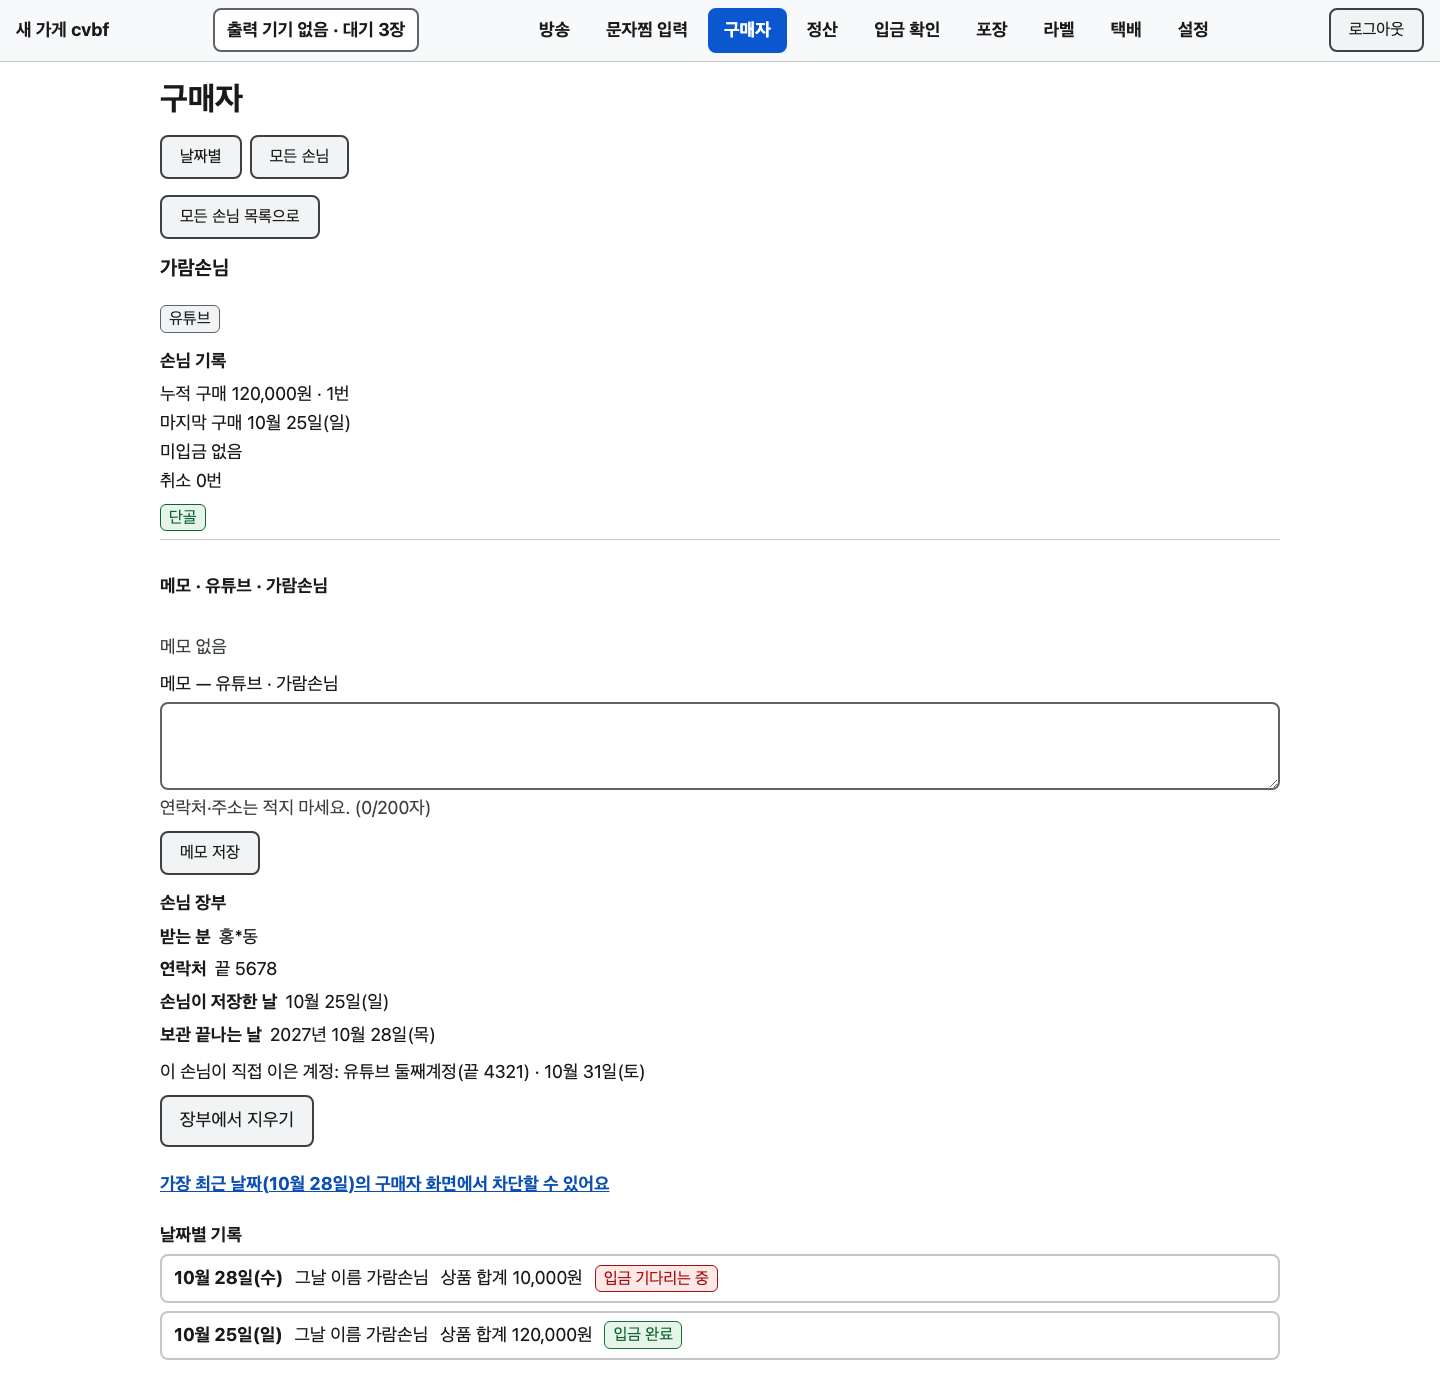 새 가게 cvbf
출력 기기 없음 · 대기 3장
방송 문자찜 입력 구매자 정산 입금 확인 포장 라벨 택배 설정
로그아웃
구매자
날짜별 모든 손님
모든 손님 목록으로
가람손님
유튜브
손님 기록
누적 구매 120,000원 · 1번
마지막 구매 10월 25일(일)
미입금 없음
취소 0번
단골
메모 · 유튜브 · 가람손님
메모 없음
메모 — 유튜브 · 가람손님
연락처·주소는 적지 마세요. (0/200자)
메모 저장
손님 장부
받는 분 홍*동
연락처 끝 5678
손님이 저장한 날 10월 25일(일)
보관 끝나는 날 2027년 10월 28일(목)
이 손님이 직접 이은 계정: 유튜브 둘째계정(끝 4321) · 10월 31일(토)
장부에서 지우기
가장 최근 날짜(10월 28일)의 구매자 화면에서 차단할 수 있어요
날짜별 기록
10월 28일(수) 그날 이름 가람손님 상품 합계 10,000원 입금 기다리는 중
10월 25일(일) 그날 이름 가람손님 상품 합계 120,000원 입금 완료